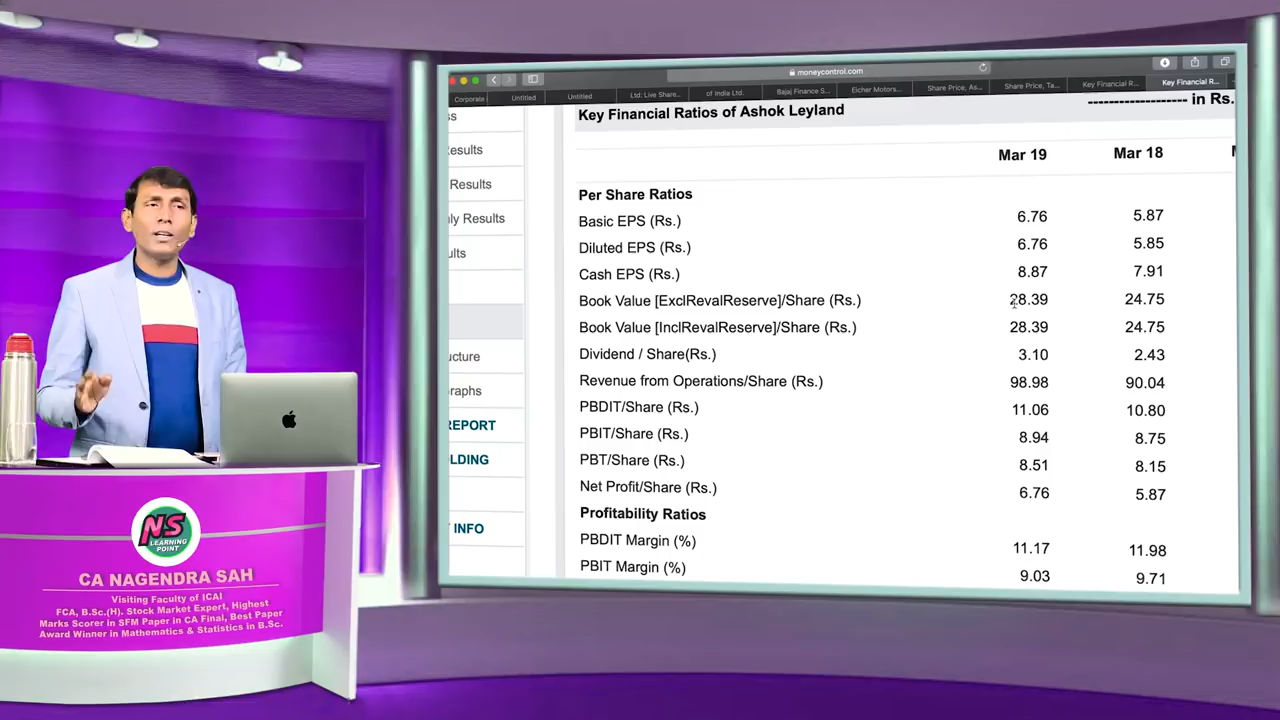 moneycontrol.com
Corporate
Untitled
Untitled
Ltd: Live Share...
of India Ltd.
Bajaj Finance S...
Eicher Motors...
Share Price, As...
Share Price, Ta...
Key Financial R...
Key Financial R...
Key Financial Ratios of Ashok Leyland
------------------- in Rs.
Mar 19 Mar 18
Per Share Ratios
Basic EPS (Rs.) 6.76 5.87
Diluted EPS (Rs.) 6.76 5.85
Cash EPS (Rs.) 8.87 7.91
Book Value [ExclRevalReserve]/Share (Rs.) 28.39 24.75
Book Value [InclRevalReserve]/Share (Rs.) 28.39 24.75
Dividend / Share(Rs.) 3.10 2.43
Revenue from Operations/Share (Rs.) 98.98 90.04
PBDIT/Share (Rs.) 11.06 10.80
PBIT/Share (Rs.) 8.94 8.75
PBT/Share (Rs.) 8.51 8.15
Net Profit/Share (Rs.) 6.76 5.87
Profitability Ratios
PBDIT Margin (%) 11.17 11.98
PBIT Margin (%) 9.03 9.71
ss
esults
Results
ly Results
ults
ucture
raphs
EPORT
LDING
INFO
NS
LEARNING
POINT
CA NAGENDRA SAH
Visiting Faculty of ICAI
FCA, B.Sc.(H). Stock Market Expert, Highest
Marks Scorer in SFM Paper in CA Final, Best Paper
Award Winner in Mathematics & Statistics in B.Sc.